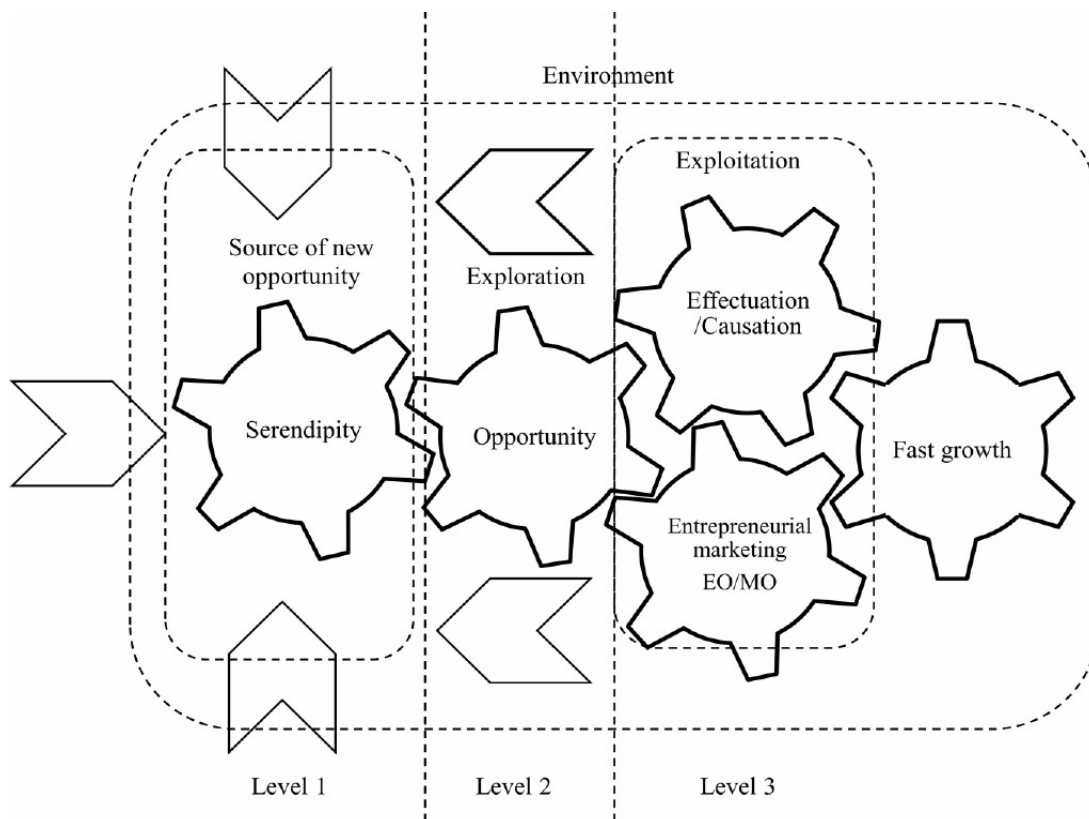 Environment
Source of new
opportunity
Exploration
Exploitation
Serendipity
Opportunity
Effectuation
/Causation
Entrepreneurial
marketing
EO/MO
Fast growth
Level 1
Level 2
Level 3